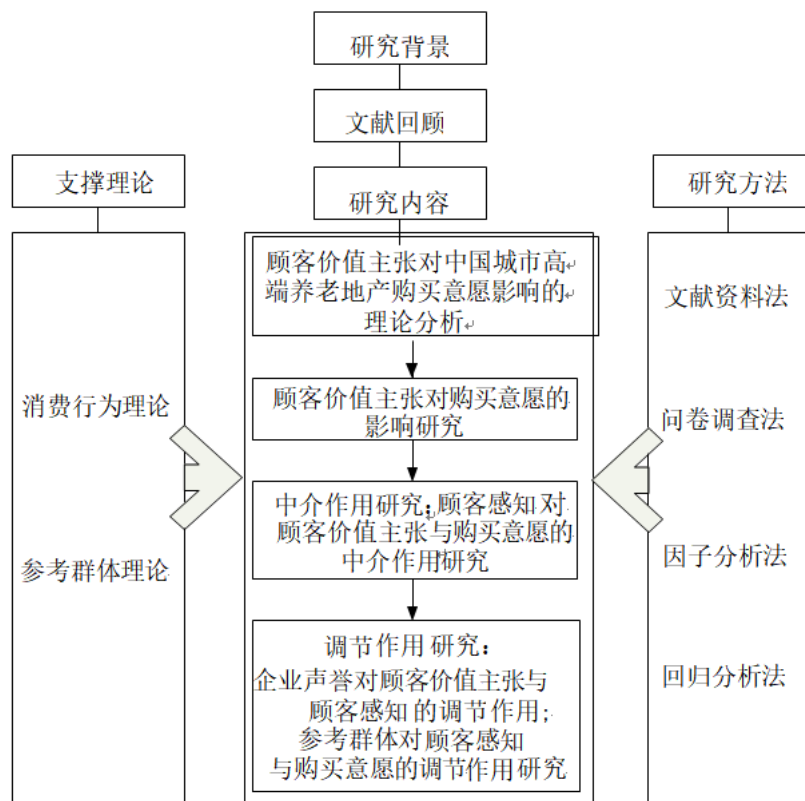 研究背景
文献回顾
研究内容
支撑理论
消费行为理论
参考群体理论
顾客价值主张对中国城市高
端养老地产购买意愿影响的
理论分析
顾客价值主张对购买意愿的
影响研究
中介作用研究：顾客感知对
顾客价值主张与购买意愿的
中介作用研究
调节作用研究：
企业声誉对顾客价值主张与
顾客感知的调节作用;
参考群体对顾客感知
与购买意愿的调节作用研究
研究方法
文献资料法
问卷调查法
因子分析法
回归分析法